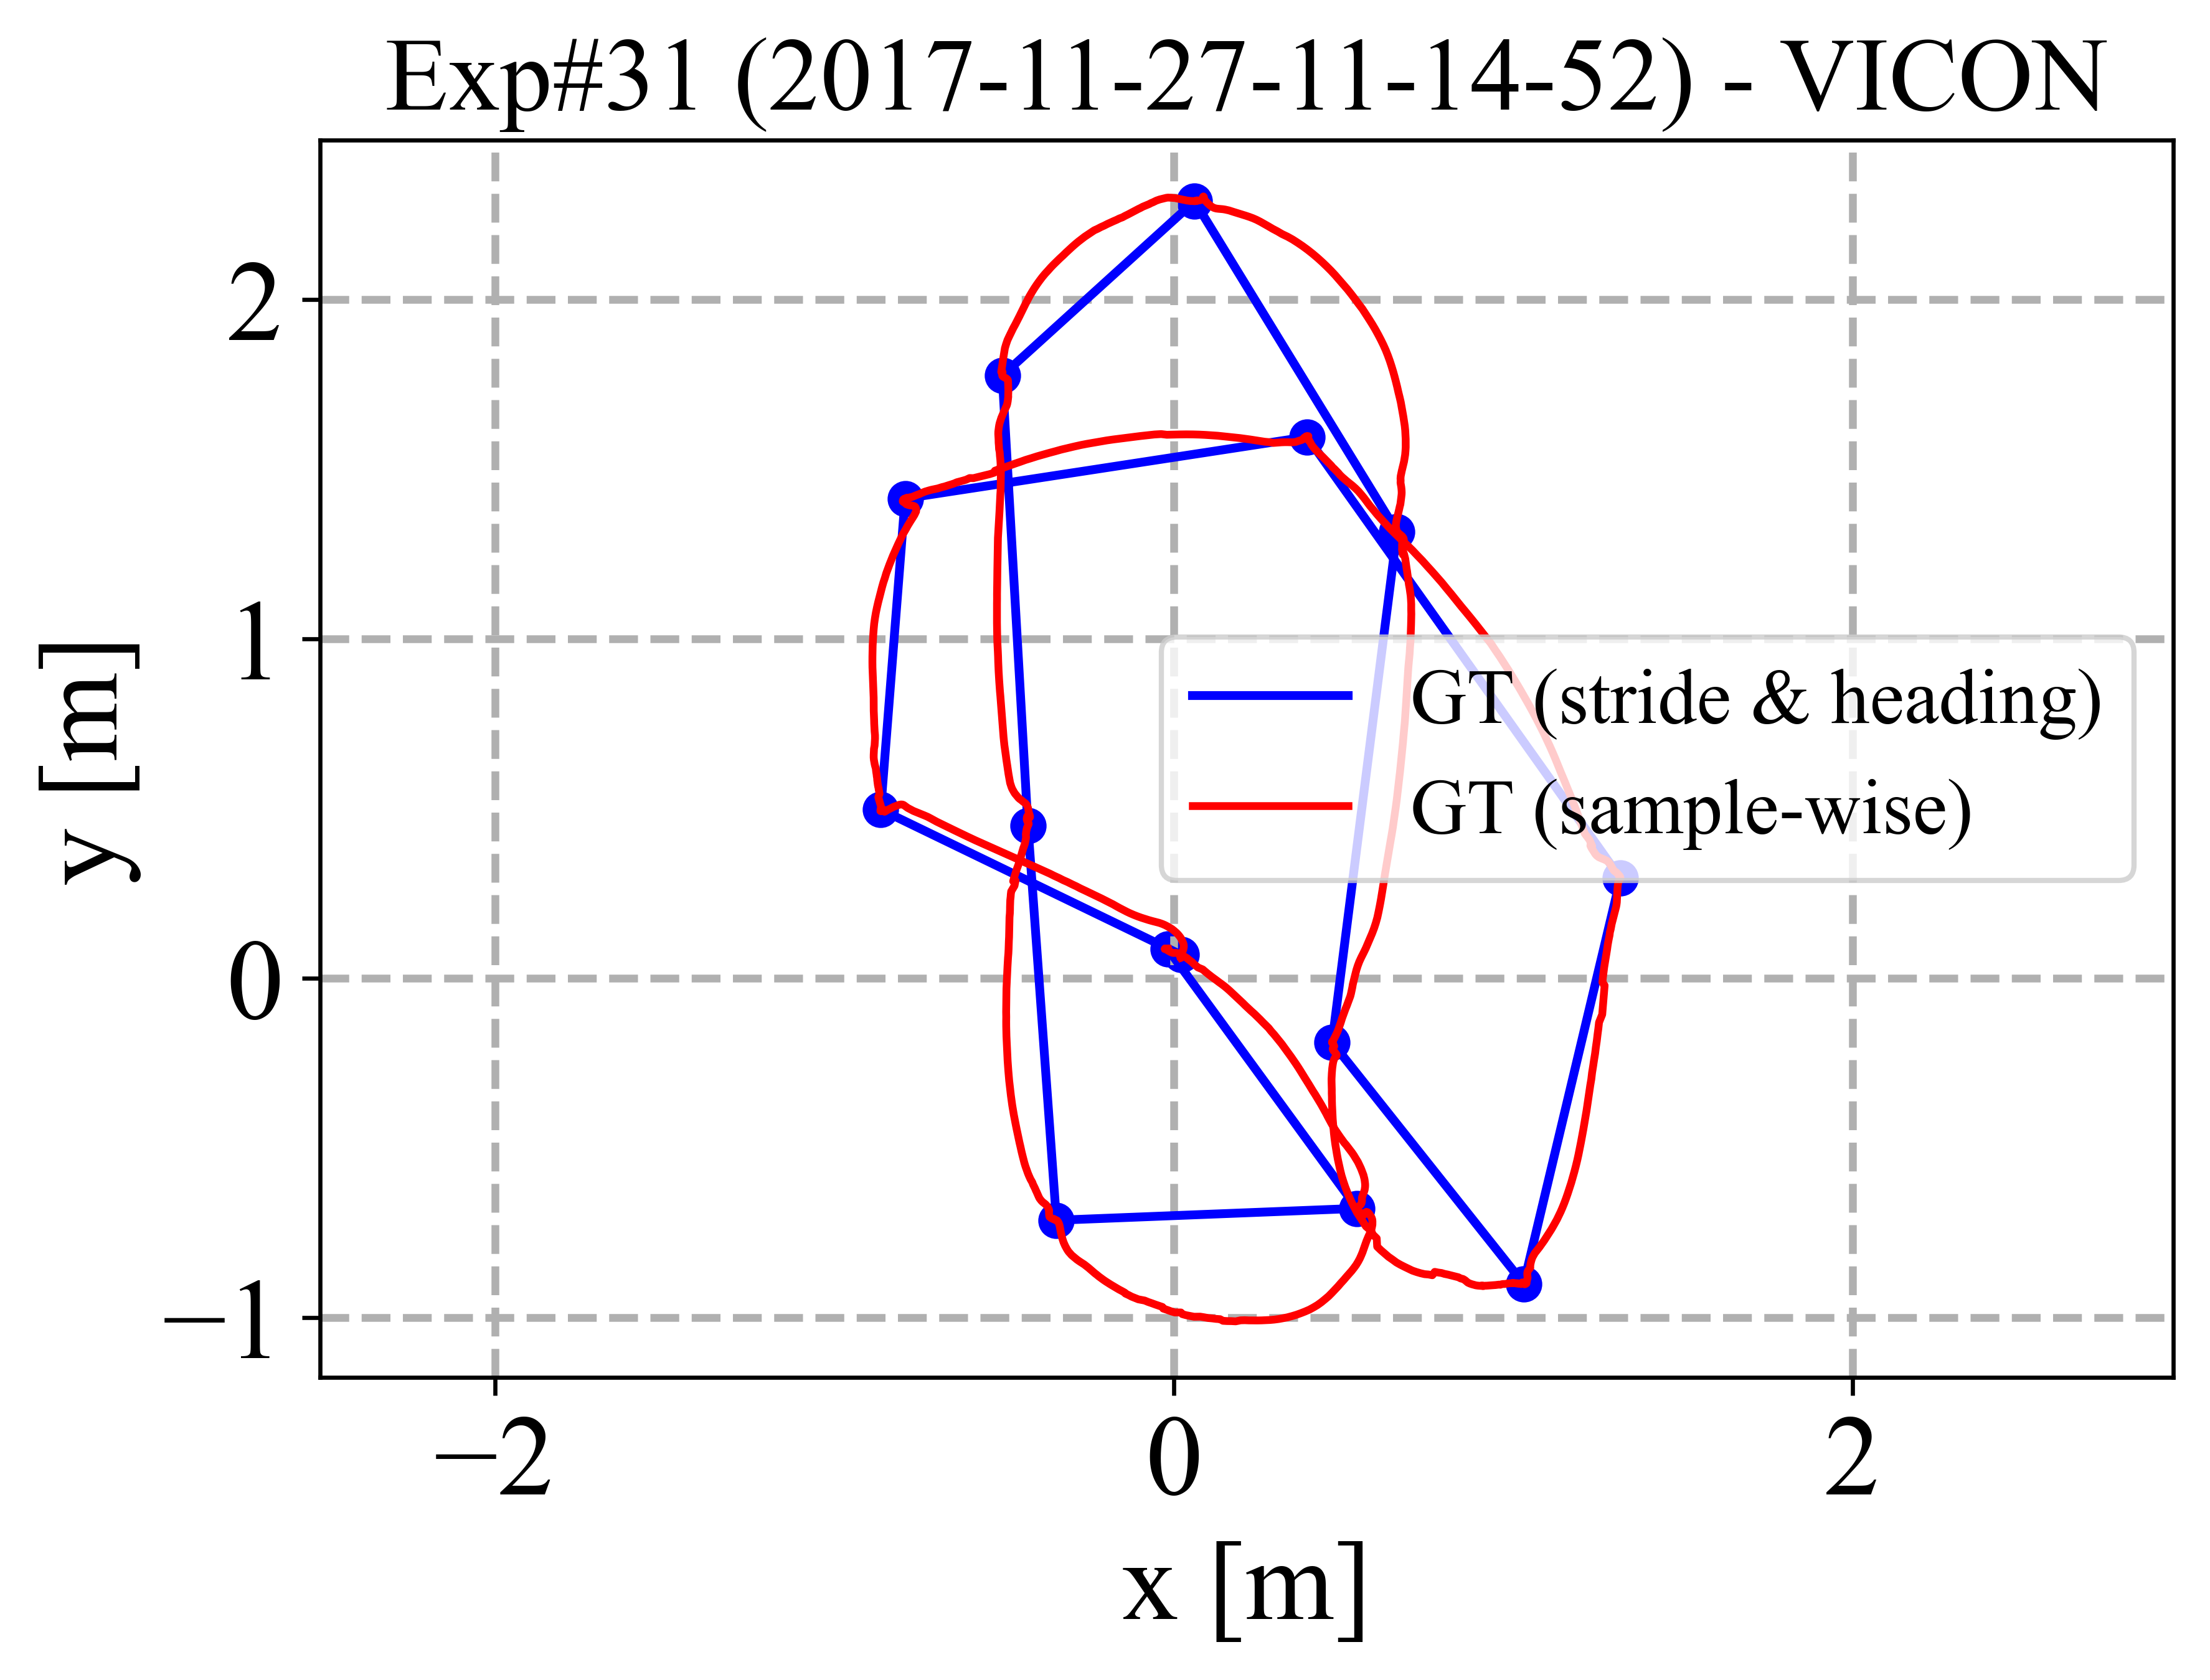 Exp#31 (2017-11-27-11-14-52) - VICON
2
1
0
−1
y [m]
GT (stride & heading)
GT (sample-wise)
−2 0 2
x [m]